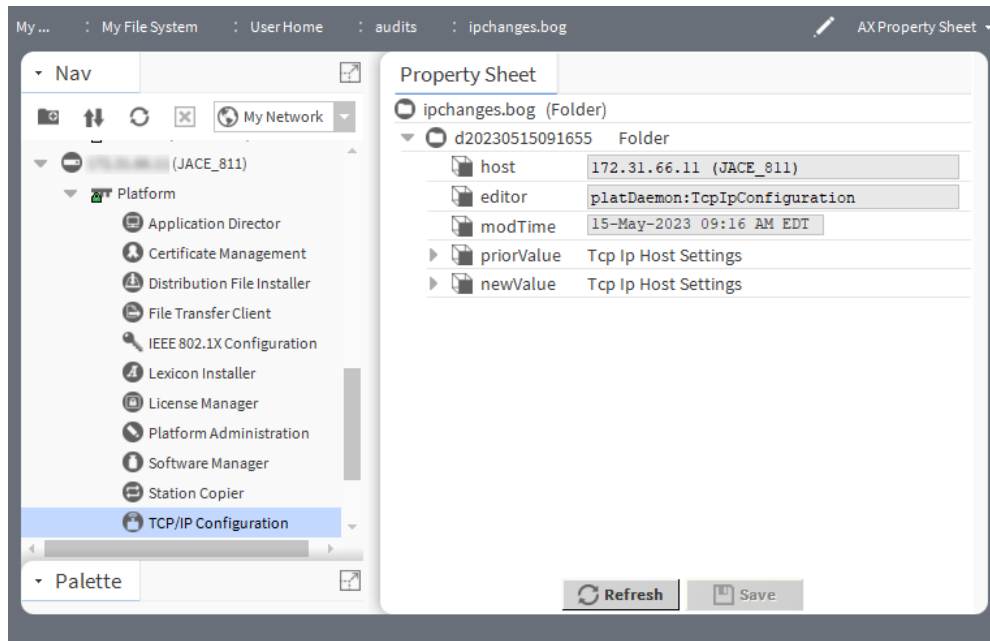 My ... : My File System : User Home : audits : ipchanges.bog AX Property Sheet
Nav
My Network
(JACE_811)
Platform
Application Director
Certificate Management
Distribution File Installer
File Transfer Client
IEEE 802.1X Configuration
Lexicon Installer
License Manager
Platform Administration
Software Manager
Station Copier
TCP/IP Configuration
Palette
Property Sheet
ipchanges.bog (Folder)
d20230515091655 Folder
host 172.31.66.11 (JACE_811)
editor platDaemon:TcpIpConfiguration
modTime 15-May-2023 09:16 AM EDT
priorValue Tcp Ip Host Settings
newValue Tcp Ip Host Settings
Refresh Save